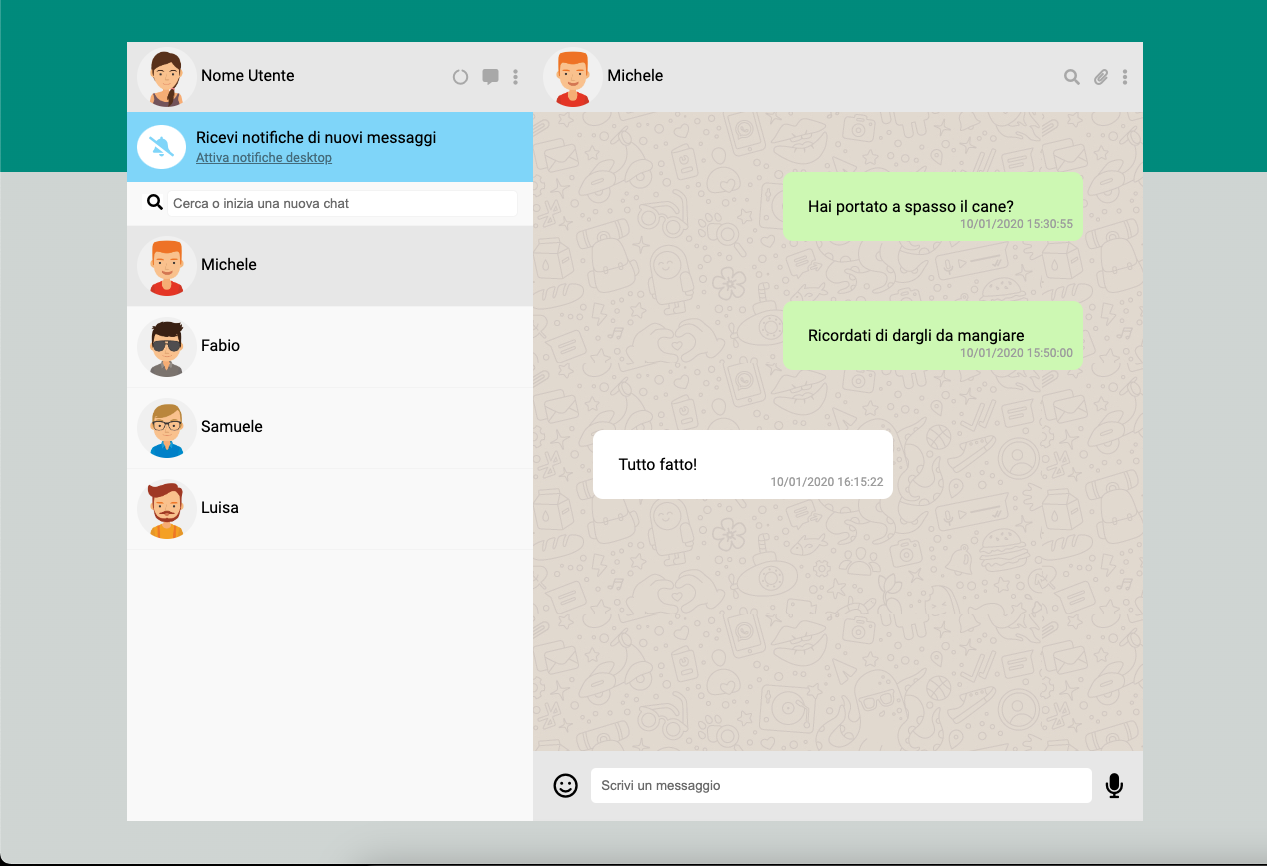 Nome Utente
Ricevi notifiche di nuovi messaggi
Attiva notifiche desktop
Cerca o inizia una nuova chat
Michele
Fabio
Samuele
Luisa
Michele
Hai portato a spasso il cane?
10/01/2020 15:30:55
Ricordati di dargli da mangiare
10/01/2020 15:50:00
Tutto fatto!
10/01/2020 16:15:22
Scrivi un messaggio